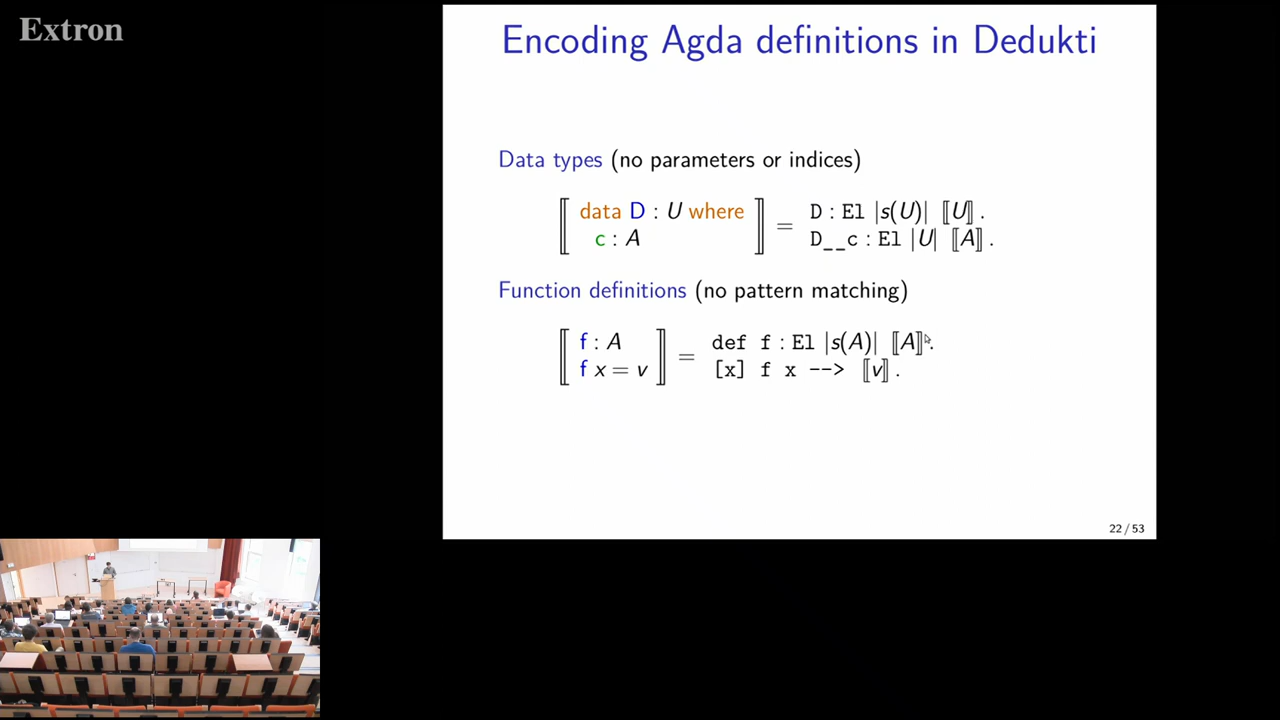 Extron
Encoding Agda definitions in Dedukti
Data types (no parameters or indices)
⟦ data D : U where ⟧ = D : El |s(U)| ⟦U⟧ .
c : A D__c : El |U| ⟦A⟧ .
Function definitions (no pattern matching)
⟦ f : A ⟧ = def f : El |s(A)| ⟦A⟧ .
f x = v [x] f x --> ⟦v⟧ .
22 / 53